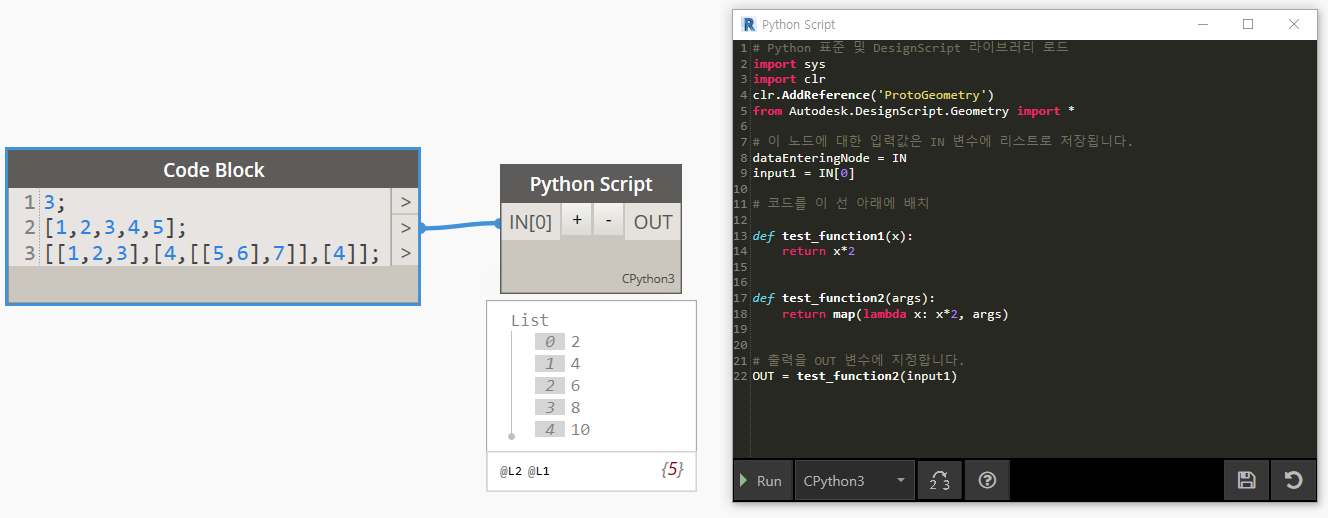 Code Block
1 3; >
2 [1,2,3,4,5]; >
3 [[1,2,3],[4,[[5,6],7]],[4]]; >
Python Script
IN[0] + - OUT
CPython3
List
0 2
1 4
2 6
3 8
4 10
@L2 @L1 {5}
R Python Script
1 # Python 표준 및 DesignScript 라이브러리 로드
2 import sys
3 import clr
4 clr.AddReference('ProtoGeometry')
5 from Autodesk.DesignScript.Geometry import *
6
7 # 이 노드에 대한 입력값은 IN 변수에 리스트로 저장됩니다.
8 dataEnteringNode = IN
9 input1 = IN[0]
10
11 # 코드를 이 선 아래에 배치
12
13 def test_function1(x):
14     return x*2
15
16
17 def test_function2(args):
18     return map(lambda x: x*2, args)
19
20
21 # 출력을 OUT 변수에 지정합니다.
22 OUT = test_function2(input1)
Run CPython3 2 3 ?